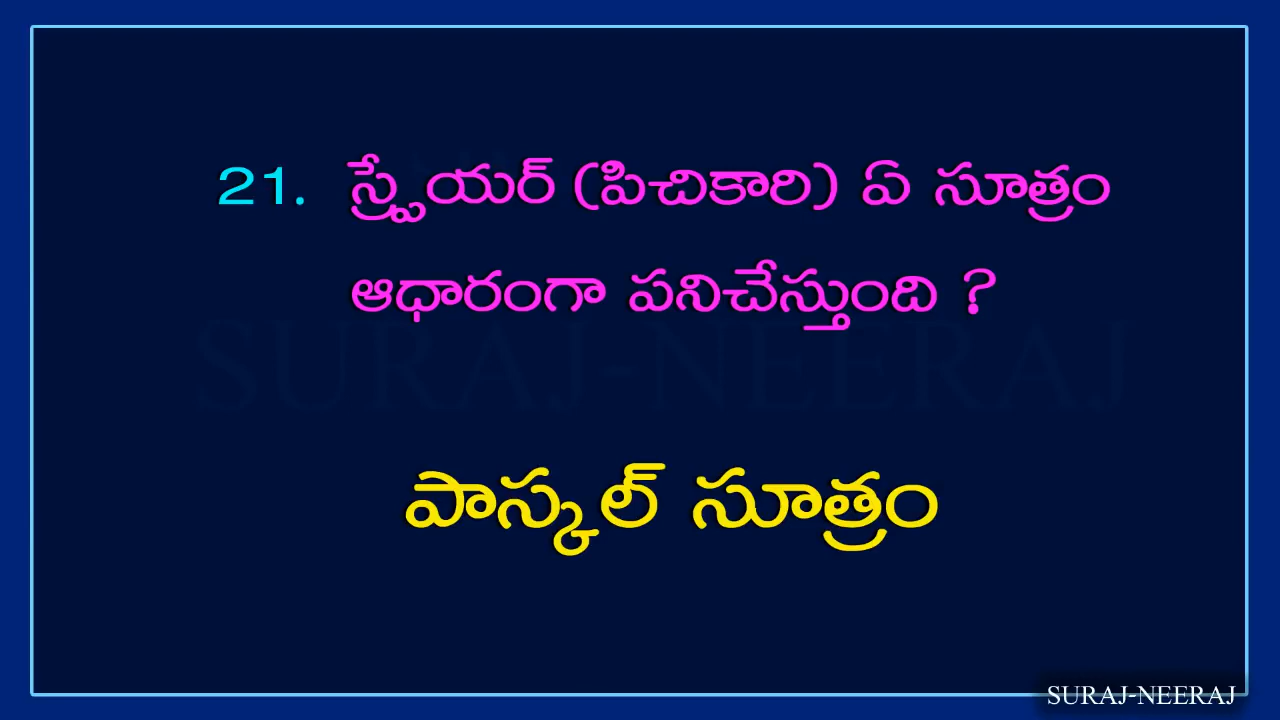 21. స్ప్రేయర్ (పిచికారి) ఏ సూత్రం
ఆధారంగా పనిచేస్తుంది ?
SURAJ-NEERAJ
పాస్కల్ సూత్రం
SURAJ-NEERAJ